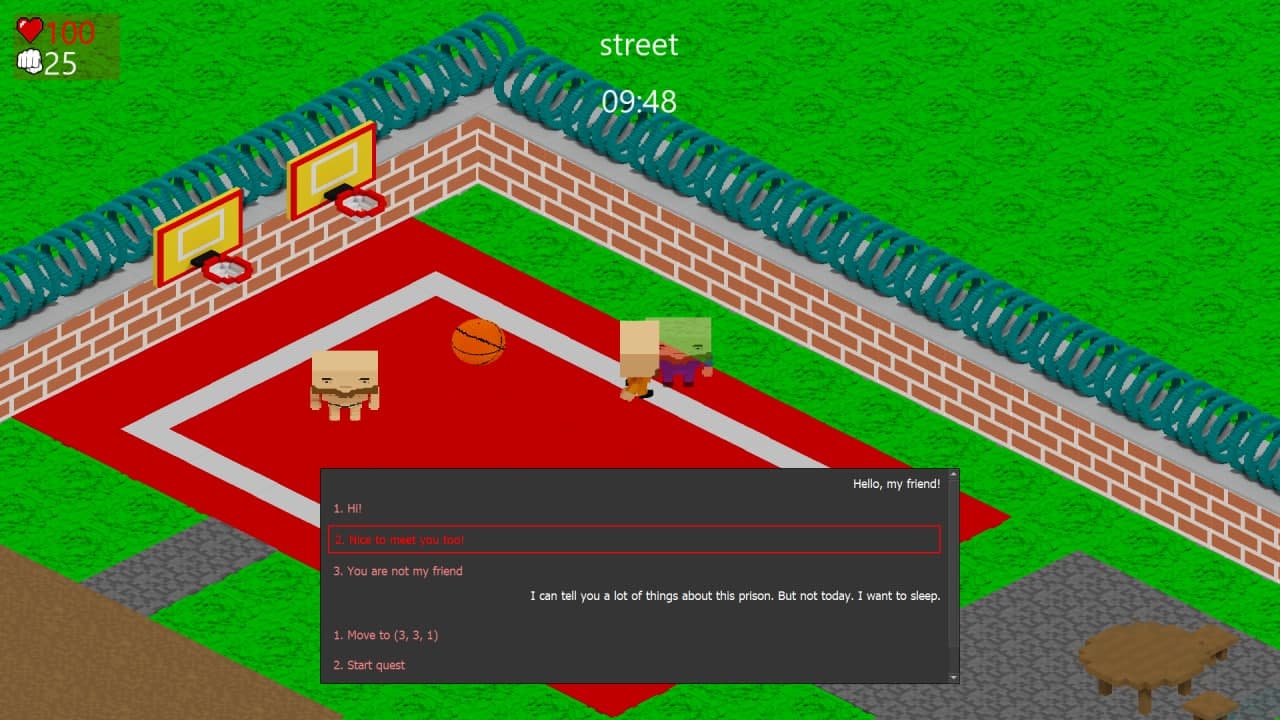 100
25
street
09:48
Hello, my friend!
1. Hi!
2. Nice to meet you too!
3. You are not my friend
I can tell you a lot of things about this prison. But not today. I want to sleep.
1. Move to (3, 3, 1)
2. Start quest